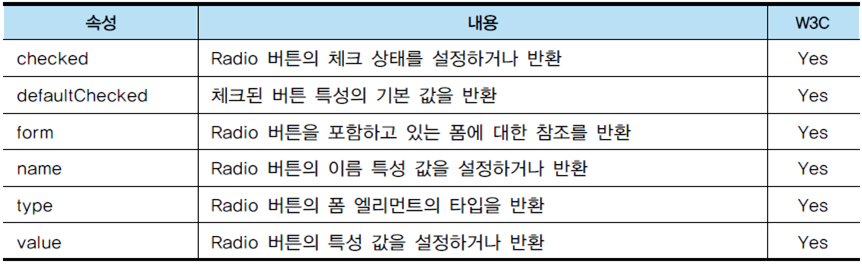 속성 내용 W3C
checked Radio 버튼의 체크 상태를 설정하거나 반환 Yes
defaultChecked 체크된 버튼 특성의 기본 값을 반환 Yes
form Radio 버튼을 포함하고 있는 폼에 대한 참조를 반환 Yes
name Radio 버튼의 이름 특성 값을 설정하거나 반환 Yes
type Radio 버튼의 폼 엘리먼트의 타입을 반환 Yes
value Radio 버튼의 특성 값을 설정하거나 반환 Yes